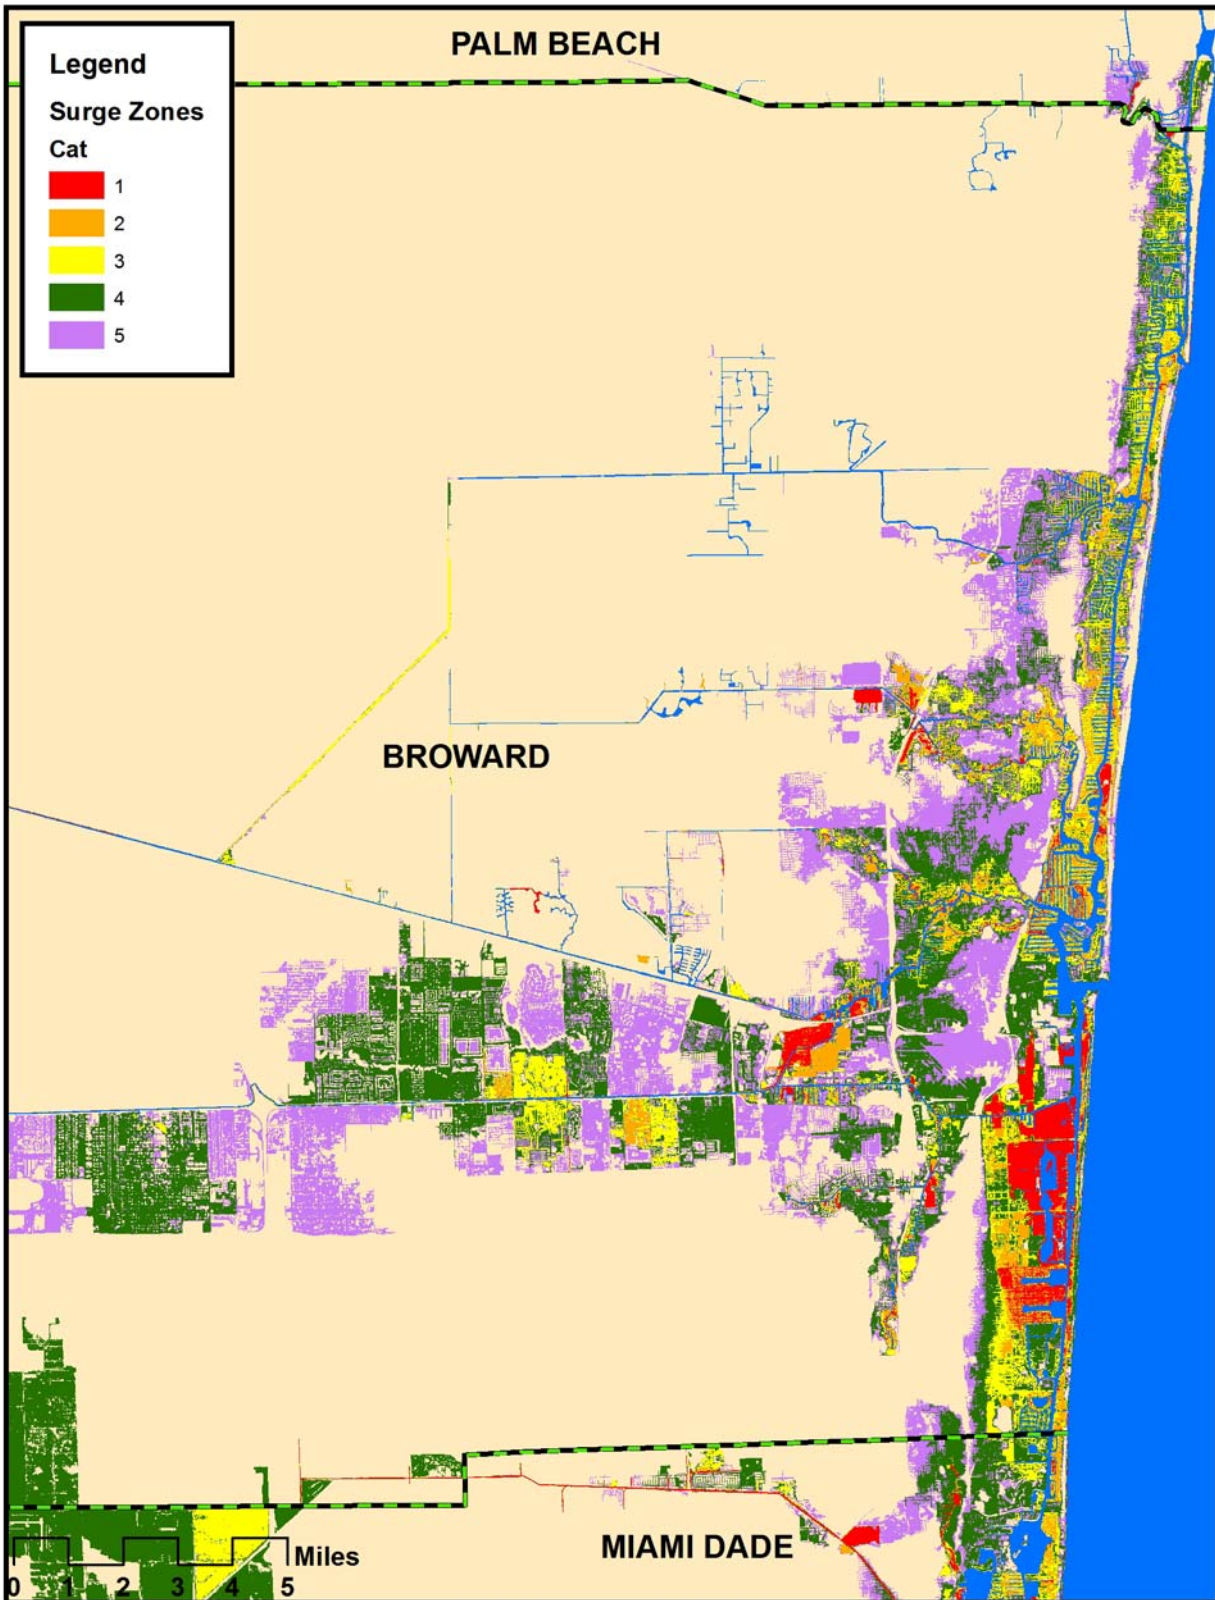 PALM BEACH
Legend
Surge Zones
Cat
1
2
3
4
5
BROWARD
MIAMI DADE
Miles
0 1 2 3 4 5